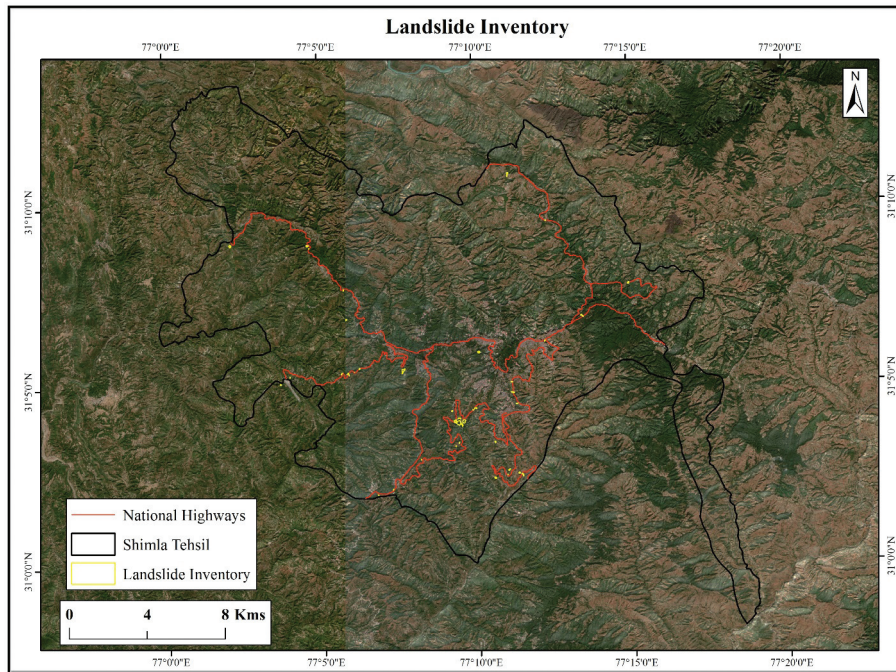 Landslide Inventory
77°0'0"E 77°5'0"E 77°10'0"E 77°15'0"E 77°20'0"E
N
31°10'0"N 31°10'0"N
31°5'0"N 31°5'0"N
31°0'0"N 31°0'0"N
National Highways
Shimla Tehsil
Landslide Inventory
0 4 8 Kms
77°0'0"E 77°5'0"E 77°10'0"E 77°15'0"E 77°20'0"E